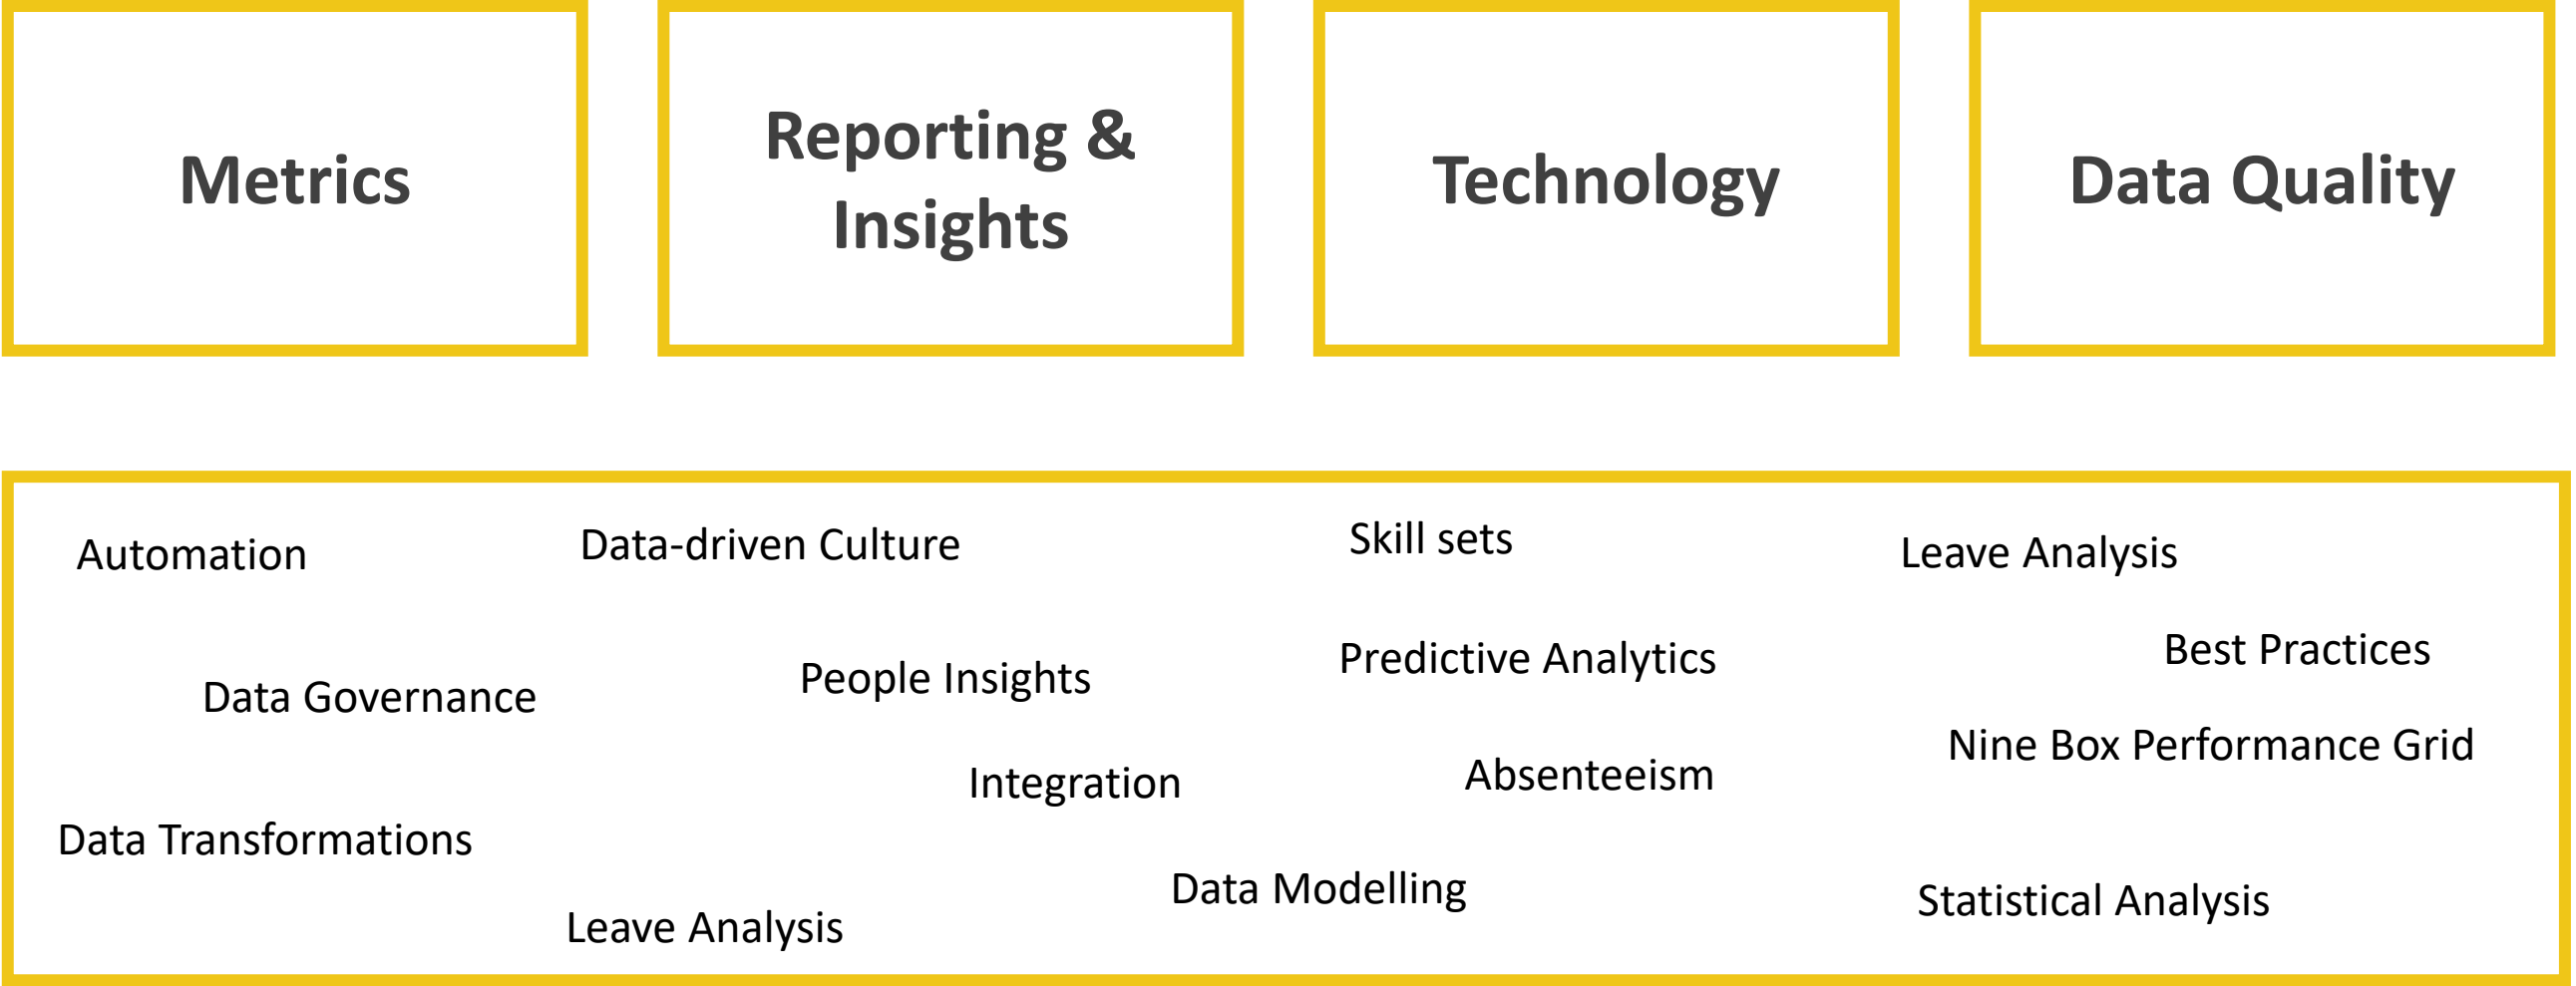 Metrics
Reporting &
Insights
Technology
Data Quality
Automation
Data-driven Culture
Skill sets
Leave Analysis
Data Governance
People Insights
Predictive Analytics
Best Practices
Integration
Absenteeism
Nine Box Performance Grid
Data Transformations
Leave Analysis
Data Modelling
Statistical Analysis